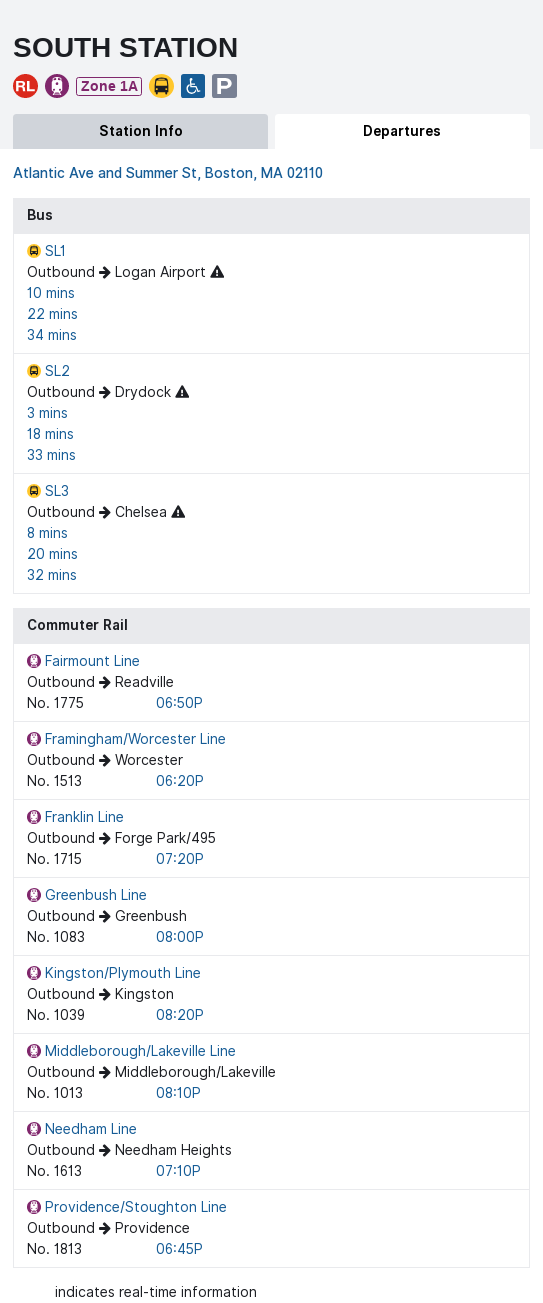 SOUTH STATION
RL Zone 1A P
Station Info Departures
Atlantic Ave and Summer St, Boston, MA 02110
Bus
SL1
Outbound → Logan Airport
10 mins
22 mins
34 mins
SL2
Outbound → Drydock
3 mins
18 mins
33 mins
SL3
Outbound → Chelsea
8 mins
20 mins
32 mins
Commuter Rail
Fairmount Line
Outbound → Readville
No. 1775 06:50P
Framingham/Worcester Line
Outbound → Worcester
No. 1513 06:20P
Franklin Line
Outbound → Forge Park/495
No. 1715 07:20P
Greenbush Line
Outbound → Greenbush
No. 1083 08:00P
Kingston/Plymouth Line
Outbound → Kingston
No. 1039 08:20P
Middleborough/Lakeville Line
Outbound → Middleborough/Lakeville
No. 1013 08:10P
Needham Line
Outbound → Needham Heights
No. 1613 07:10P
Providence/Stoughton Line
Outbound → Providence
No. 1813 06:45P
indicates real-time information